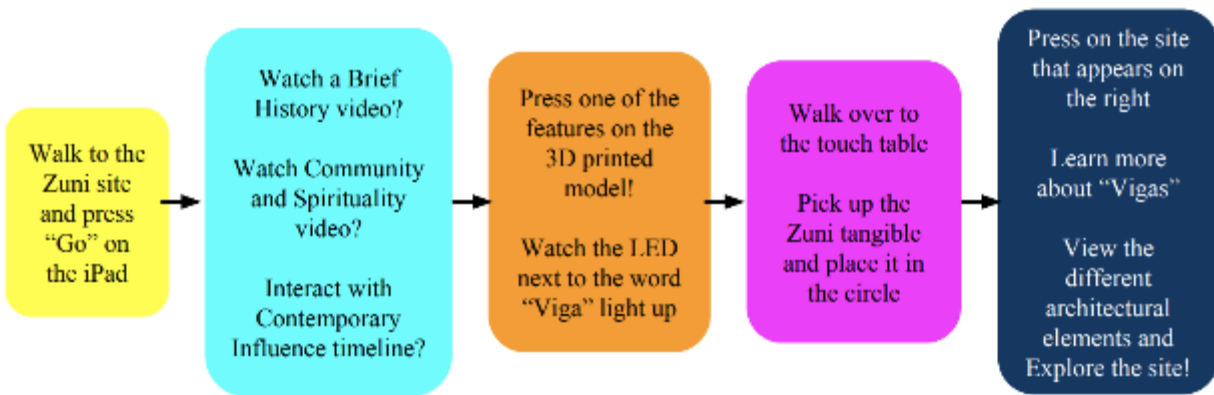 Walk to the
Zuni site
and press
“Go” on
the iPad
Watch a Brief
History video?
Watch Community
and Spirituality
video?
Interact with
Contemporary
Influence timeline?
Press one of the
features on the
3D printed
model!
Watch the LED
next to the word
“Viga” light up
Walk over to
the touch table
Pick up the
Zuni tangible
and place it in
the circle
Press on the site
that appears on
the right
Learn more
about “Vigas”
View the
different
architectural
elements and
Explore the site!